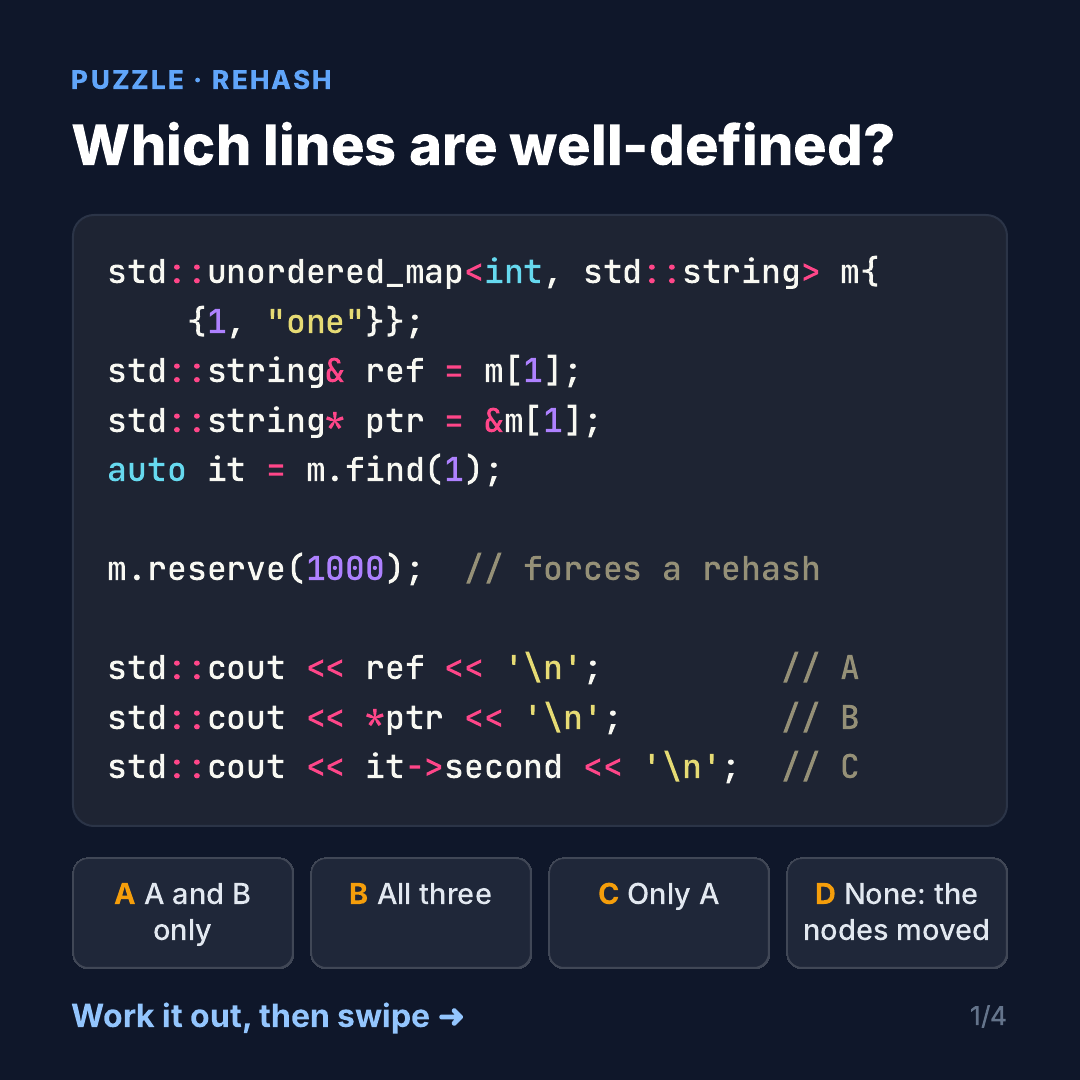 PUZZLE · REHASH
Which lines are well-defined?
std::unordered_map<int, std::string> m{
    {1, "one"}};
std::string& ref = m[1];
std::string* ptr = &m[1];
auto it = m.find(1);
m.reserve(1000);  // forces a rehash
std::cout << ref << '\n';         // A
std::cout << *ptr << '\n';        // B
std::cout << it->second << '\n';  // C
A A and B
only
B All three
C Only A
D None: the
nodes moved
Work it out, then swipe ➜
1/4